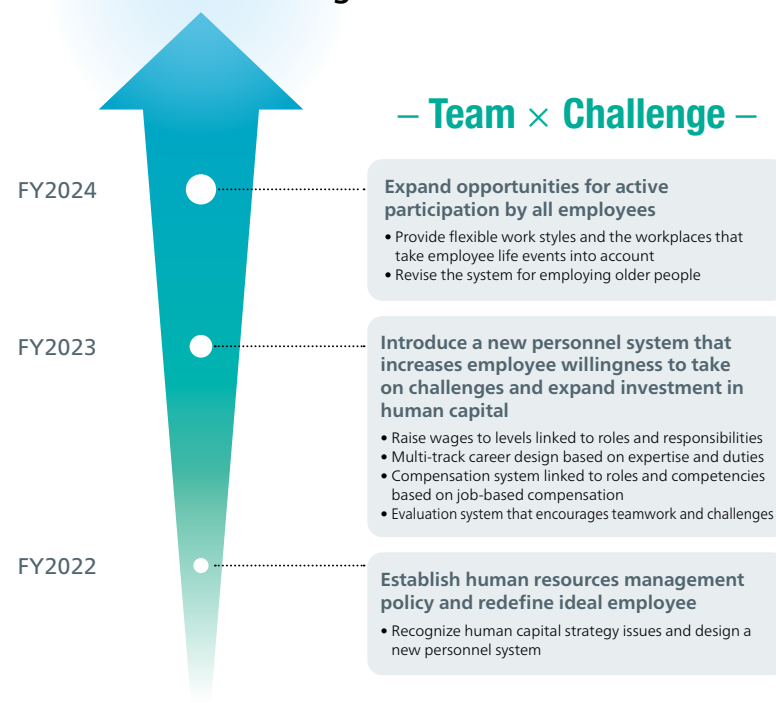 – Team × Challenge –
FY2024
Expand opportunities for active
participation by all employees
• Provide flexible work styles and the workplaces that
take employee life events into account
• Revise the system for employing older people
FY2023
Introduce a new personnel system that
increases employee willingness to take
on challenges and expand investment in
human capital
• Raise wages to levels linked to roles and responsibilities
• Multi-track career design based on expertise and duties
• Compensation system linked to roles and competencies
based on job-based compensation
• Evaluation system that encourages teamwork and challenges
FY2022
Establish human resources management
policy and redefine ideal employee
• Recognize human capital strategy issues and design a
new personnel system